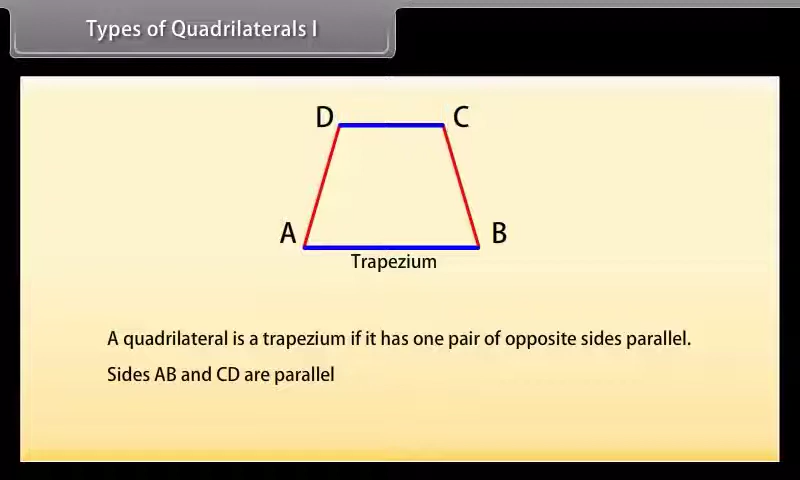 Types of Quadrilaterals I
D
C
A
B
Trapezium
A quadrilateral is a trapezium if it has one pair of opposite sides parallel.
Sides AB and CD are parallel